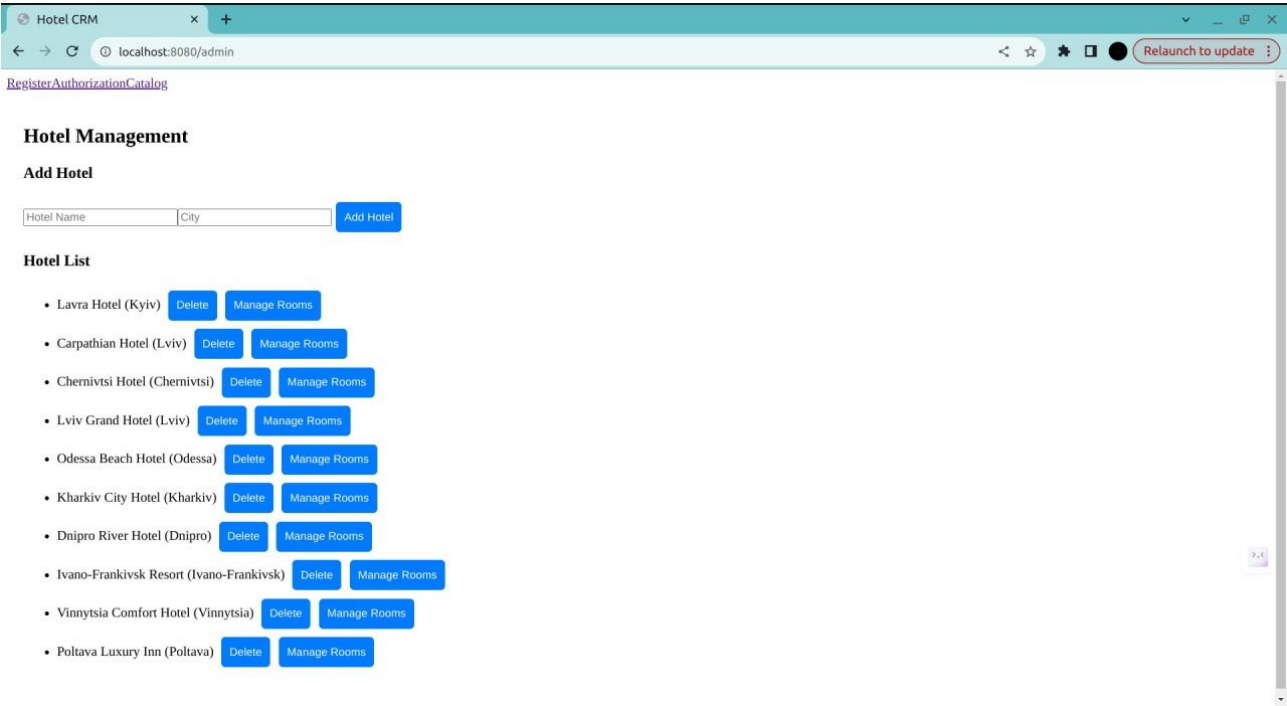 Hotel CRM
localhost:8080/admin
Relaunch to update
RegisterAuthorizationCatalog
Hotel Management
Add Hotel
Hotel Name City Add Hotel
Hotel List
• Lavra Hotel (Kyiv) Delete Manage Rooms
• Carpathian Hotel (Lviv) Delete Manage Rooms
• Chernivtsi Hotel (Chernivtsi) Delete Manage Rooms
• Lviv Grand Hotel (Lviv) Delete Manage Rooms
• Odessa Beach Hotel (Odessa) Delete Manage Rooms
• Kharkiv City Hotel (Kharkiv) Delete Manage Rooms
• Dnipro River Hotel (Dnipro) Delete Manage Rooms
• Ivano-Frankivsk Resort (Ivano-Frankivsk) Delete Manage Rooms
• Vinnytsia Comfort Hotel (Vinnytsia) Delete Manage Rooms
• Poltava Luxury Inn (Poltava) Delete Manage Rooms